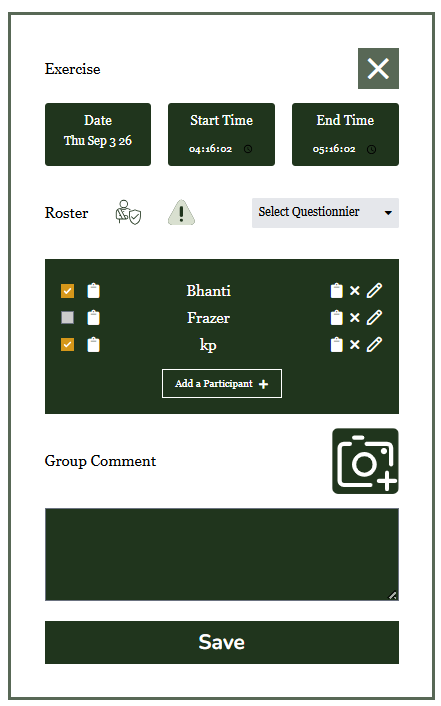 Exercise
Date
Start Time
End Time
Thu Sep 3 26
04:16:02
05:16:02
Roster
Select Questionnier
Bhanti
Frazer
kp
Add a Participant
Group Comment
Save